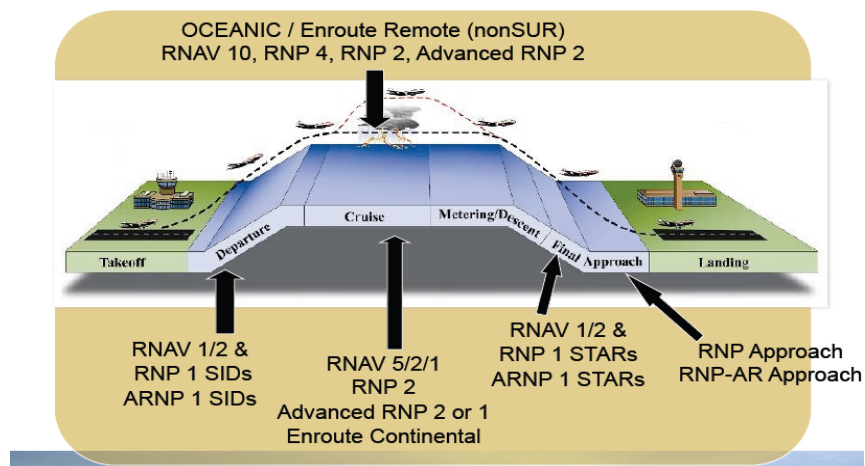 OCEANIC / Enroute Remote (nonSUR)
RNAV 10, RNP 4, RNP 2, Advanced RNP 2
Takeoff
Departure
Cruise
Metering/Descent
Final Approach
Landing
RNAV 1/2 &
RNP 1 SIDs
ARNP 1 SIDs
RNAV 5/2/1
RNP 2
Advanced RNP 2 or 1
Enroute Continental
RNAV 1/2 &
RNP 1 STARs
ARNP 1 STARs
RNP Approach
RNP-AR Approach